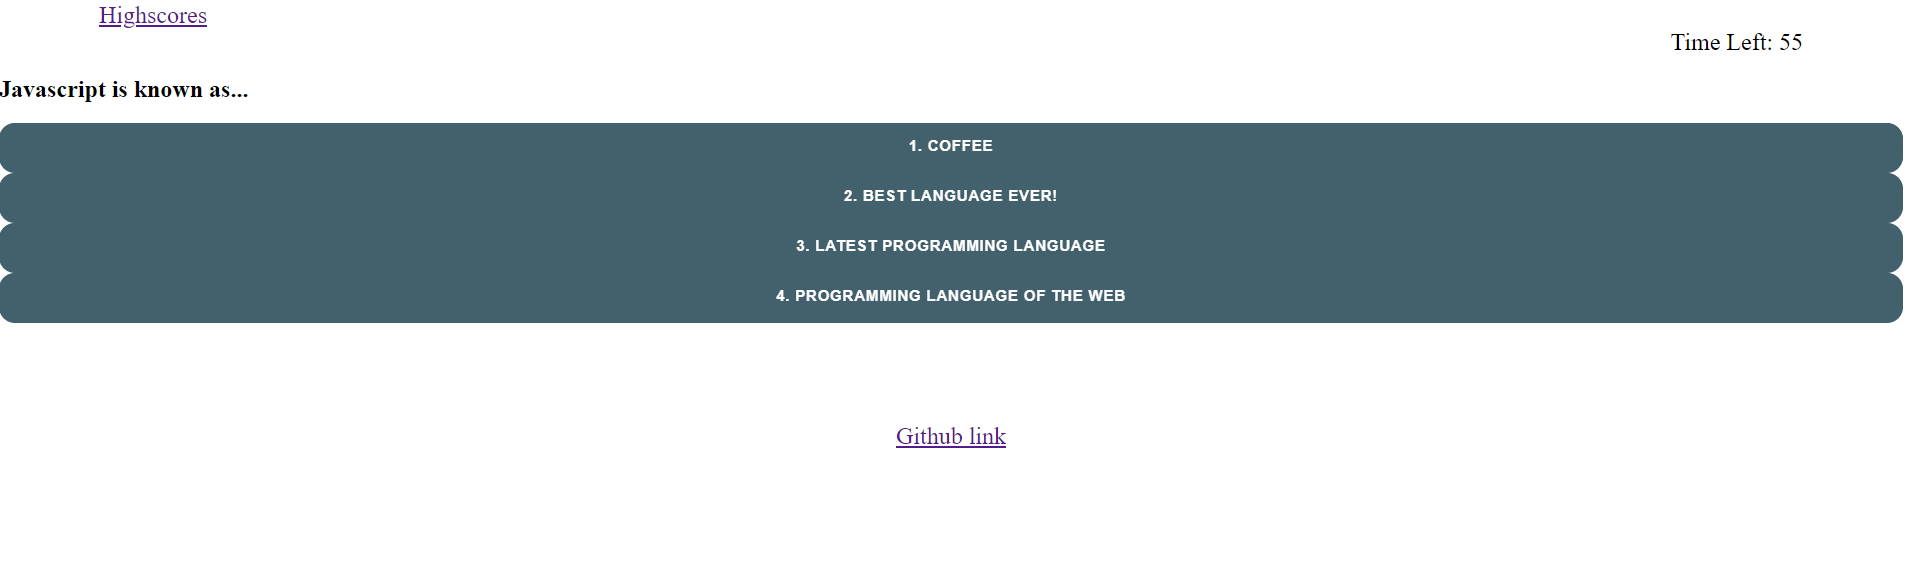 Highscores
Time Left: 55
Javascript is known as...
1. COFFEE
2. BEST LANGUAGE EVER!
3. LATEST PROGRAMMING LANGUAGE
4. PROGRAMMING LANGUAGE OF THE WEB
Github link